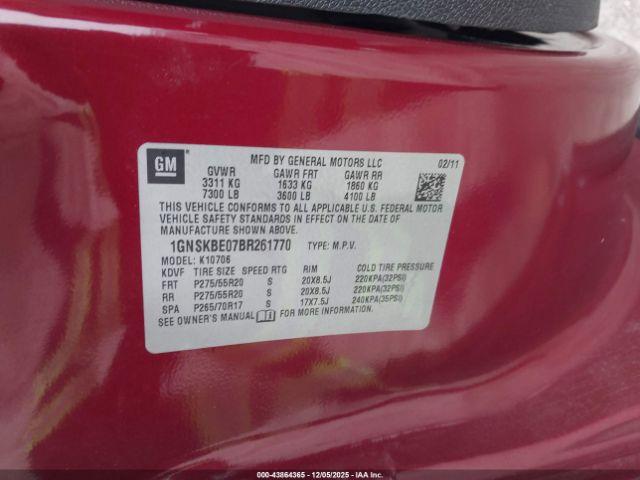 GM
MFD BY GENERAL MOTORS LLC 02/11
GVWR GAWR FRT GAWR RR
3311 KG 1633 KG 1860 KG
7300 LB 3600 LB 4100 LB
THIS VEHICLE CONFORMS TO ALL APPLICABLE U.S. FEDERAL MOTOR
VEHICLE SAFETY STANDARDS IN EFFECT ON THE DATE OF
MANUFACTURE SHOWN ABOVE.
1GNSKBE07BR261770 TYPE: M.P.V.
MODEL: K10706
KDVF TIRE SIZE SPEED RTG RIM COLD TIRE PRESSURE
FRT P275/55R20 S 20X8.5J 220KPA(32PSI)
RR P275/55R20 S 20X8.5J 220KPA(32PSI)
SPA P265/70R17 S 17X7.5J 240KPA(35PSI)
SEE OWNER'S MANUAL FOR MORE INFORMATION.
000-43864365 12/05/2025 - IAA Inc.